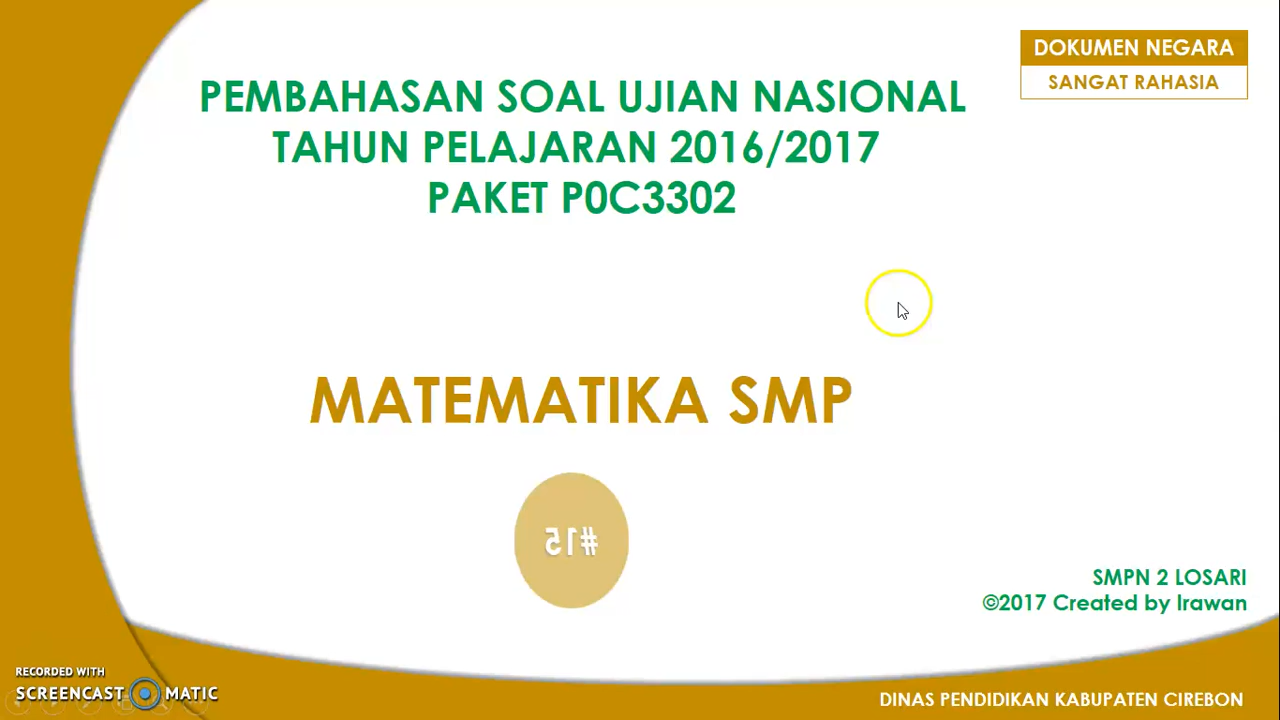 DOKUMEN NEGARA
SANGAT RAHASIA
PEMBAHASAN SOAL UJIAN NASIONAL
TAHUN PELAJARAN 2016/2017
PAKET P0C3302
MATEMATIKA SMP
#15
SMPN 2 LOSARI
©2017 Created by Irawan
RECORDED WITH
SCREENCAST MATIC
DINAS PENDIDIKAN KABUPATEN CIREBON